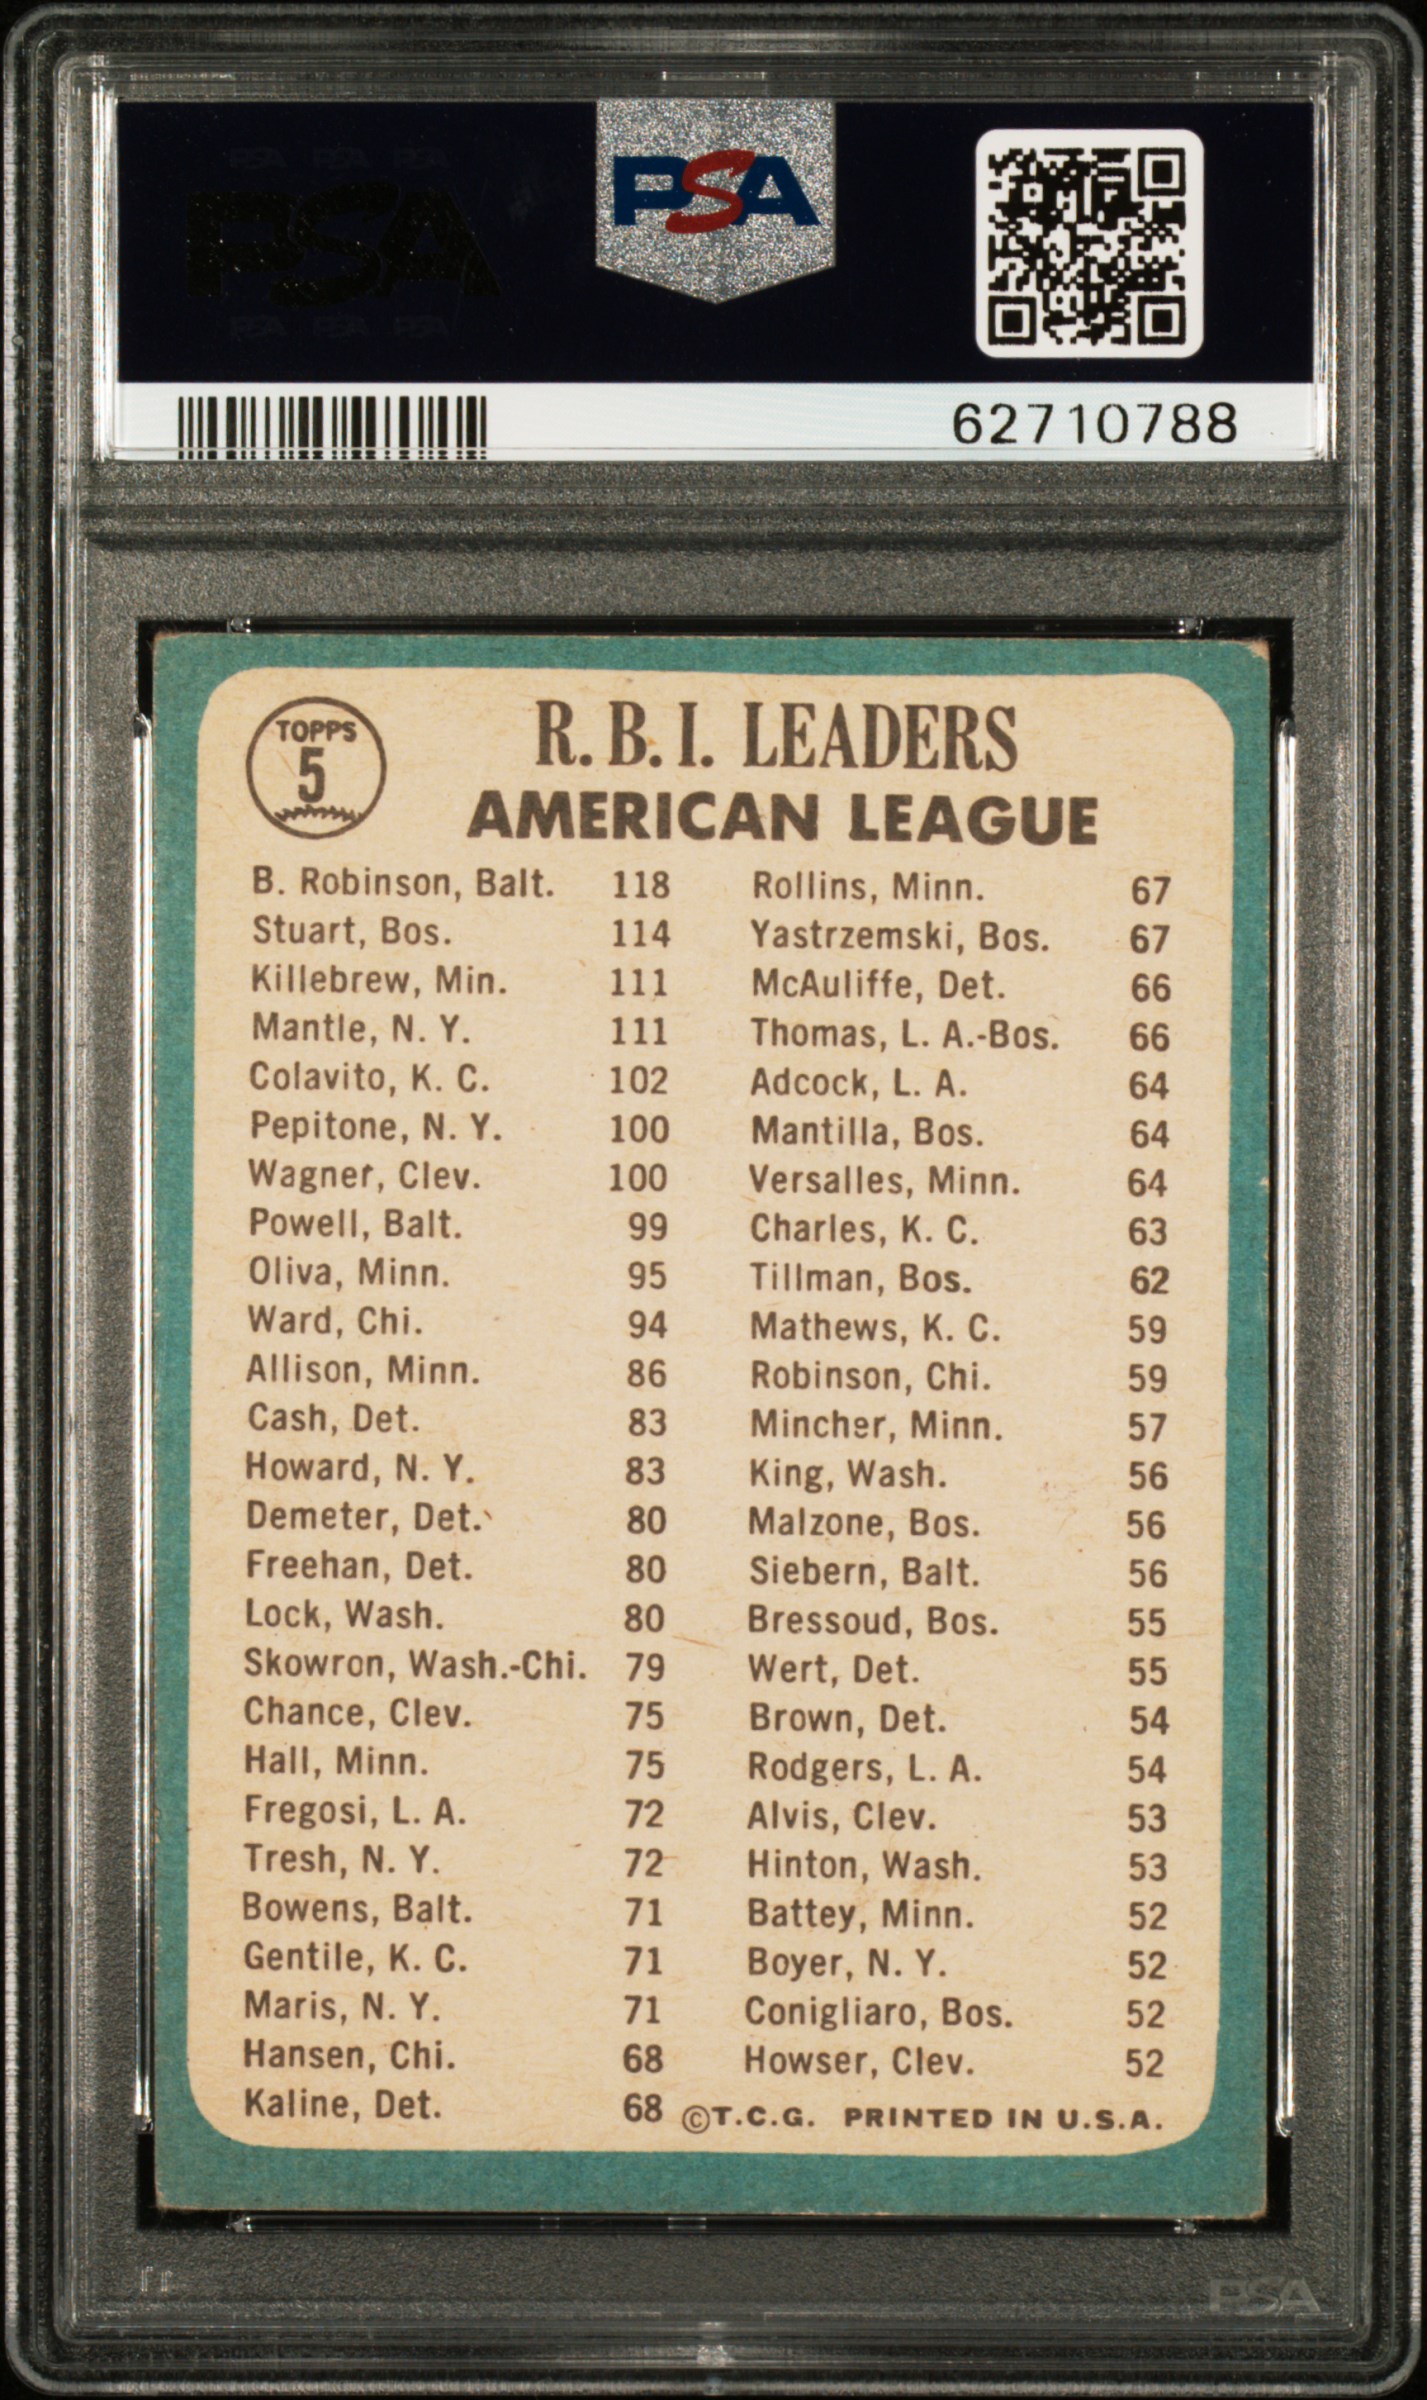 PSA
PSA
62710788
TOPPS
5
R. B. I. LEADERS
AMERICAN LEAGUE
B. Robinson, Balt. 118
Stuart, Bos. 114
Killebrew, Min. 111
Mantle, N. Y. 111
Colavito, K. C. 102
Pepitone, N. Y. 100
Wagner, Clev. 100
Powell, Balt. 99
Oliva, Minn. 95
Ward, Chi. 94
Allison, Minn. 86
Cash, Det. 83
Howard, N. Y. 83
Demeter, Det. 80
Freehan, Det. 80
Lock, Wash. 80
Skowron, Wash.-Chi. 79
Chance, Clev. 75
Hall, Minn. 75
Fregosi, L. A. 72
Tresh, N. Y. 72
Bowens, Balt. 71
Gentile, K. C. 71
Maris, N. Y. 71
Hansen, Chi. 68
Kaline, Det. 68
Rollins, Minn. 67
Yastrzemski, Bos. 67
McAuliffe, Det. 66
Thomas, L. A.-Bos. 66
Adcock, L. A. 64
Mantilla, Bos. 64
Versalles, Minn. 64
Charles, K. C. 63
Tillman, Bos. 62
Mathews, K. C. 59
Robinson, Chi. 59
Mincher, Minn. 57
King, Wash. 56
Malzone, Bos. 56
Siebern, Balt. 56
Bressoud, Bos. 55
Wert, Det. 55
Brown, Det. 54
Rodgers, L. A. 54
Alvis, Clev. 53
Hinton, Wash. 53
Battey, Minn. 52
Boyer, N. Y. 52
Conigliaro, Bos. 52
Howser, Clev. 52
©T.C.G. PRINTED IN U.S.A.
PSA